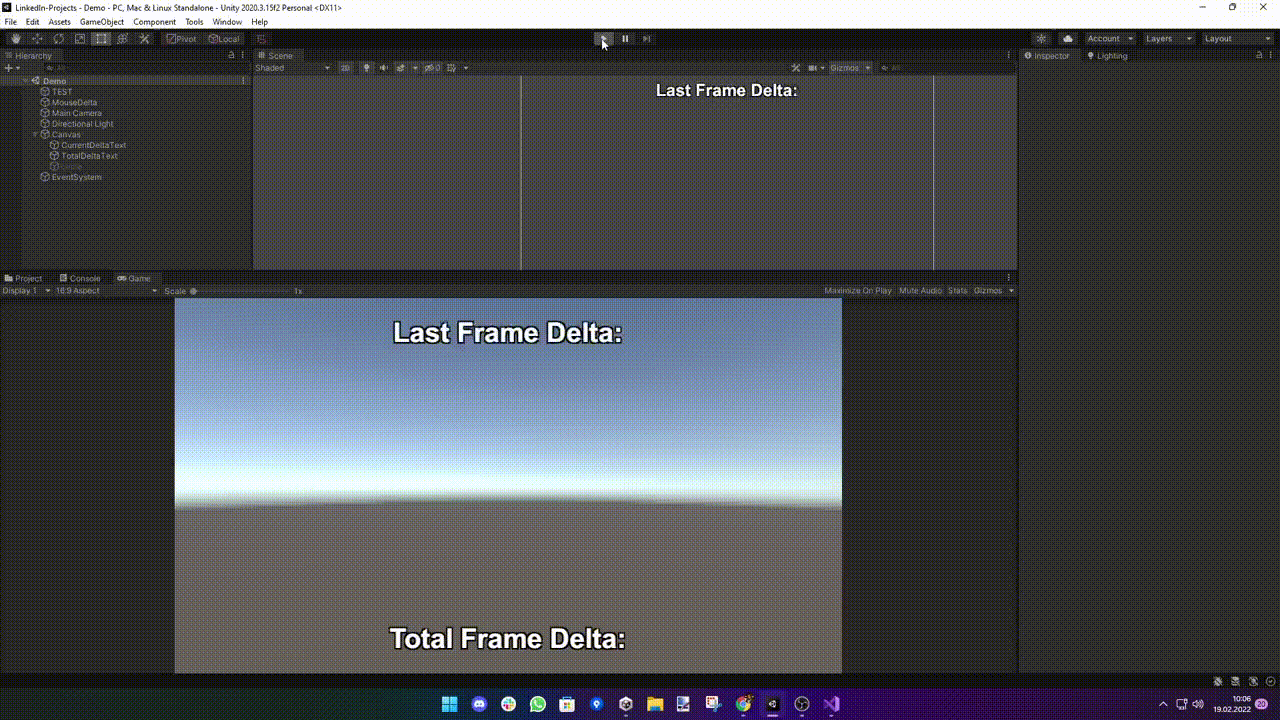 LinkedIn-Projects - Demo - PC, Mac & Linux Standalone - Unity 2020.3.15f2 Personal <DX11>
File Edit Assets GameObject Component Tools Window Help
Pivot Local Account Layers Layout
Hierarchy
Scene
Inspector Lighting
All
Shaded 2D 0 Gizmos All
Demo
TEST
MouseDelta
Main Camera
Directional Light
Canvas
CurrentDeltaText
TotalDeltaText
EventSystem
Last Frame Delta:
Project Console Game
Display 1 16:9 Aspect Scale 1x Maximize On Play Mute Audio Stats Gizmos
Last Frame Delta:
Total Frame Delta:
10:06
19.02.2022 20